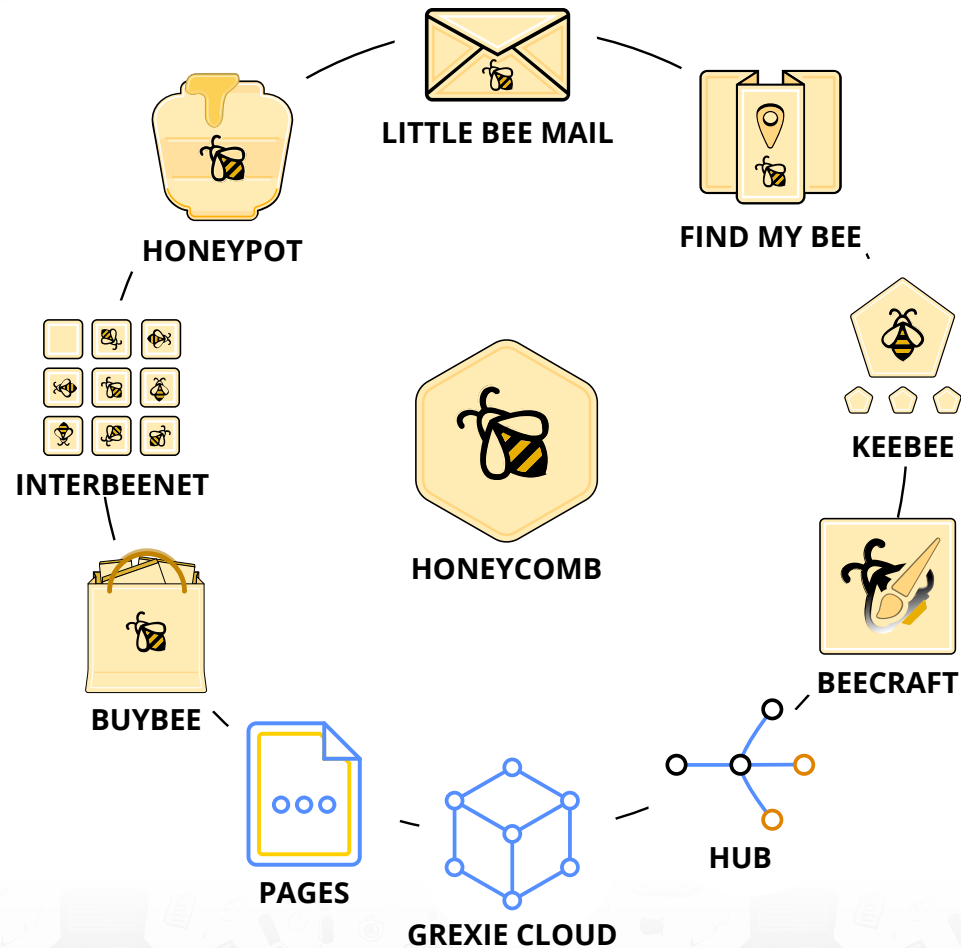 LITTLE BEE MAIL
FIND MY BEE
HONEYPOT
KEEBEE
INTERBEENET
HONEYCOMB
BEECRAFT
BUYBEE
HUB
PAGES
GREXIE CLOUD